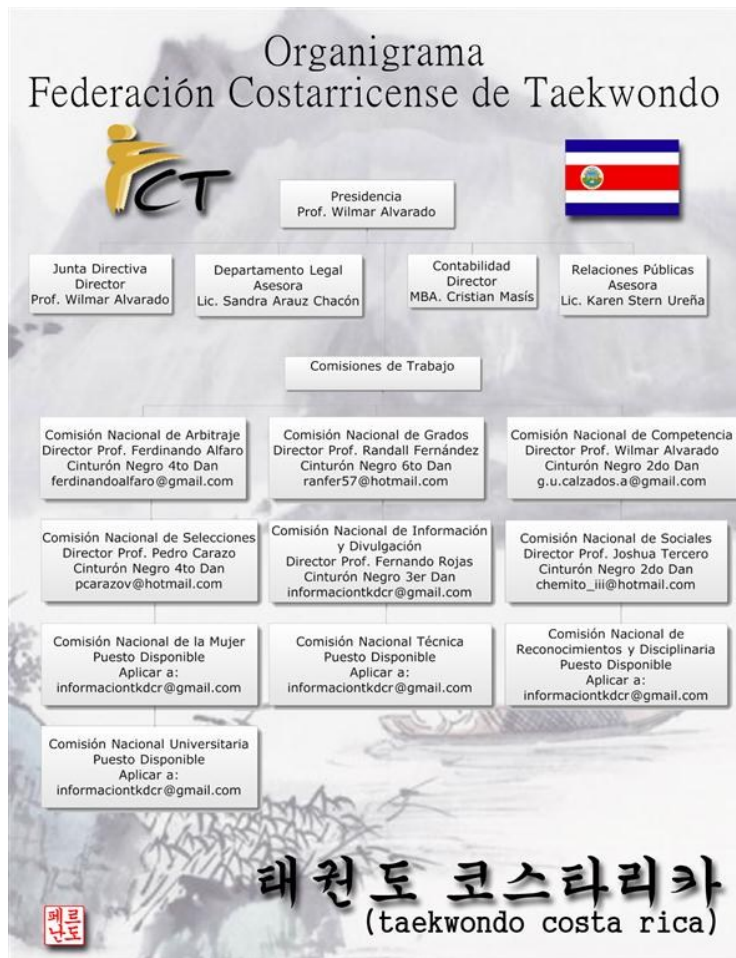 Organigrama
Federación Costarricense de Taekwondo
FCT
Presidencia
Prof. Wilmar Alvarado
Junta Directiva
Director
Prof. Wilmar Alvarado
Departamento Legal
Asesora
Lic. Sandra Arauz Chacón
Contabilidad
Director
MBA. Cristian Masís
Relaciones Públicas
Asesora
Lic. Karen Stern Ureña
Comisiones de Trabajo
Comisión Nacional de Arbitraje
Director Prof. Ferdinando Alfaro
Cinturón Negro 4to Dan
ferdinandoalfaro@gmail.com
Comisión Nacional de Grados
Director Prof. Randall Fernández
Cinturón Negro 6to Dan
ranfer57@hotmail.com
Comisión Nacional de Competencia
Director Prof. Wilmar Alvarado
Cinturón Negro 2do Dan
g.u.calzados.a@gmail.com
Comisión Nacional de Selecciones
Director Prof. Pedro Carazo
Cinturón Negro 4to Dan
pcarazov@hotmail.com
Comisión Nacional de Información
y Divulgación
Director Prof. Fernando Rojas
Cinturón Negro 3er Dan
informaciontkdcr@gmail.com
Comisión Nacional de Sociales
Director Prof. Joshua Tercero
Cinturón Negro 2do Dan
chemito_iii@hotmail.com
Comisión Nacional de la Mujer
Puesto Disponible
Aplicar a:
informaciontkdcr@gmail.com
Comisión Nacional Técnica
Puesto Disponible
Aplicar a:
informaciontkdcr@gmail.com
Comisión Nacional de
Reconocimientos y Disciplinaria
Puesto Disponible
Aplicar a:
informaciontkdcr@gmail.com
Comisión Nacional Universitaria
Puesto Disponible
Aplicar a:
informaciontkdcr@gmail.com
태권도 코스타리카
(taekwondo costa rica)
페르
난도